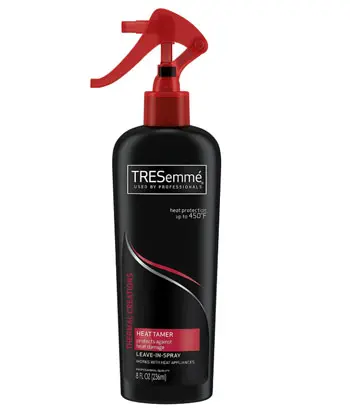 TRESemmé
USED BY PROFESSIONALS
heat protection
up to 450°F
THERMAL CREATIONS
HEAT TAMER
protects against
heat damage
LEAVE-IN-SPRAY
WORKS WITH HEAT APPLIANCES
8 FL OZ (236ml)